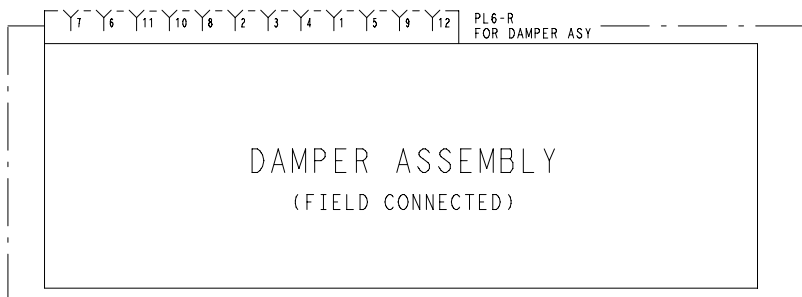 7 6 11 10 8 2 3 4 1 5 9 12
PL6-R
FOR DAMPER ASY
DAMPER ASSEMBLY
(FIELD CONNECTED)